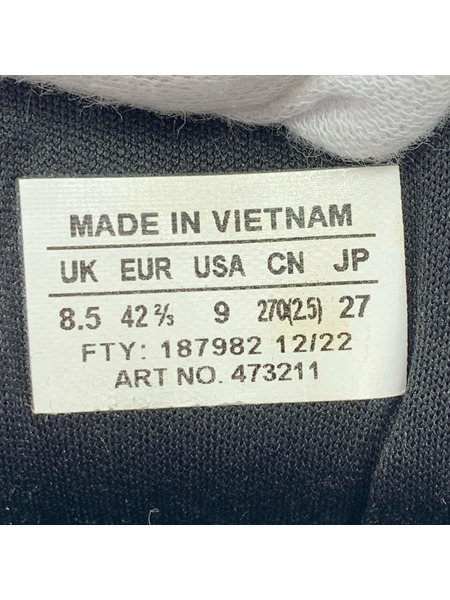 MADE IN VIETNAM
UK EUR USA CN JP
8.5 42⅔ 9 270(2.5) 27
FTY: 187982 12/22
ART NO. 473211